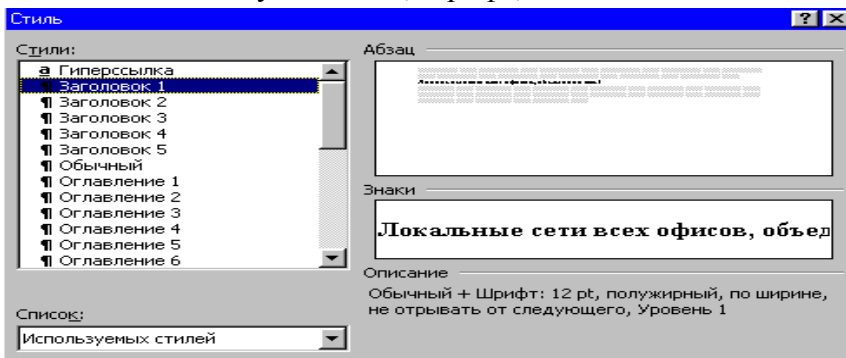 Стиль
Стили:
a Гиперссылка
¶ Заголовок 1
¶ Заголовок 2
¶ Заголовок 3
¶ Заголовок 4
¶ Заголовок 5
¶ Обычный
¶ Оглавление 1
¶ Оглавление 2
¶ Оглавление 3
¶ Оглавление 4
¶ Оглавление 5
¶ Оглавление 6
Список:
Используемых стилей
Абзац
Знаки
Локальные сети всех офисов, объед
Описание
Обычный + Шрифт: 12 pt, полужирный, по ширине,
не отрывать от следующего, Уровень 1